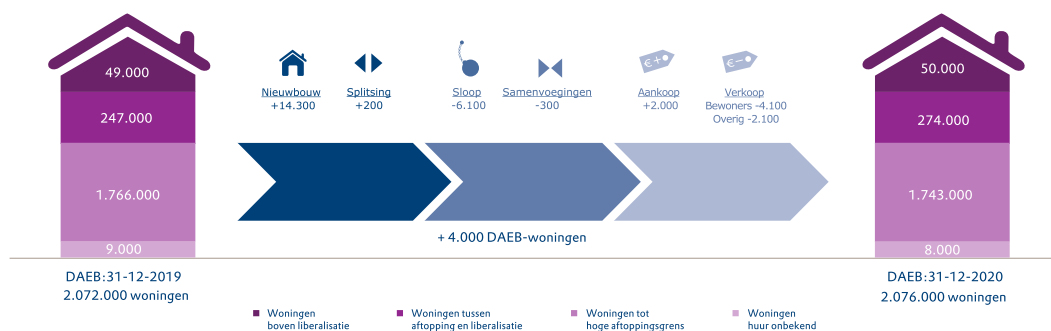 49.000
247.000
1.766.000
9.000
DAEB:31-12-2019
2.072.000 woningen
Nieuwbouw
+14.300
Splitsing
+200
Sloop
-6.100
Samenvoegingen
-300
€+
Aankoop
+2.000
€-
Verkoop
Bewoners -4.100
Overig -2.100
+ 4.000 DAEB-woningen
50.000
274.000
1.743.000
8.000
DAEB:31-12-2020
2.076.000 woningen
Woningen
boven liberalisatie
Woningen tussen
aftopping en liberalisatie
Woningen tot
hoge aftoppingsgrens
Woningen
huur onbekend